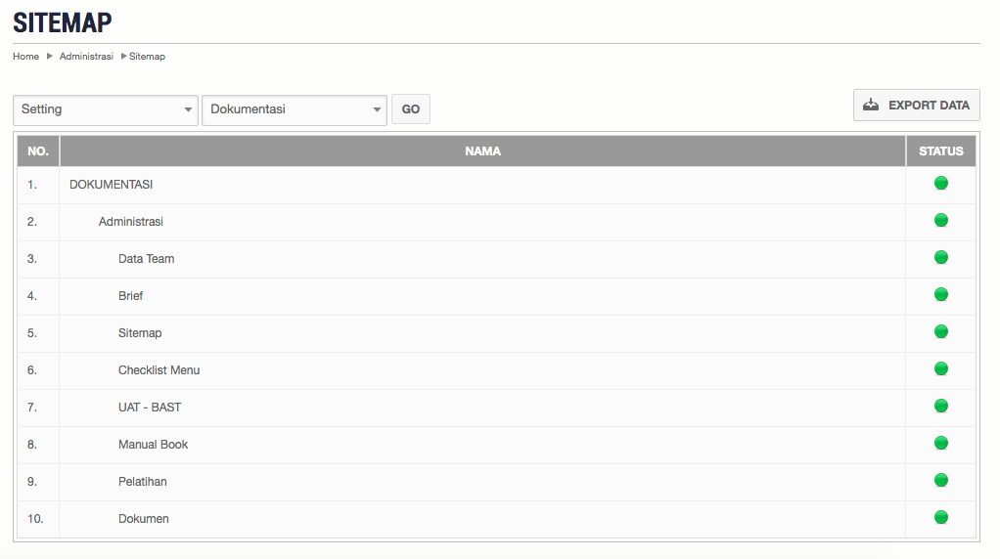 SITEMAP
Home Administrasi Sitemap
Setting Dokumentasi GO EXPORT DATA
NO. NAMA STATUS
1. DOKUMENTASI
2. Administrasi
3. Data Team
4. Brief
5. Sitemap
6. Checklist Menu
7. UAT - BAST
8. Manual Book
9. Pelatihan
10. Dokumen